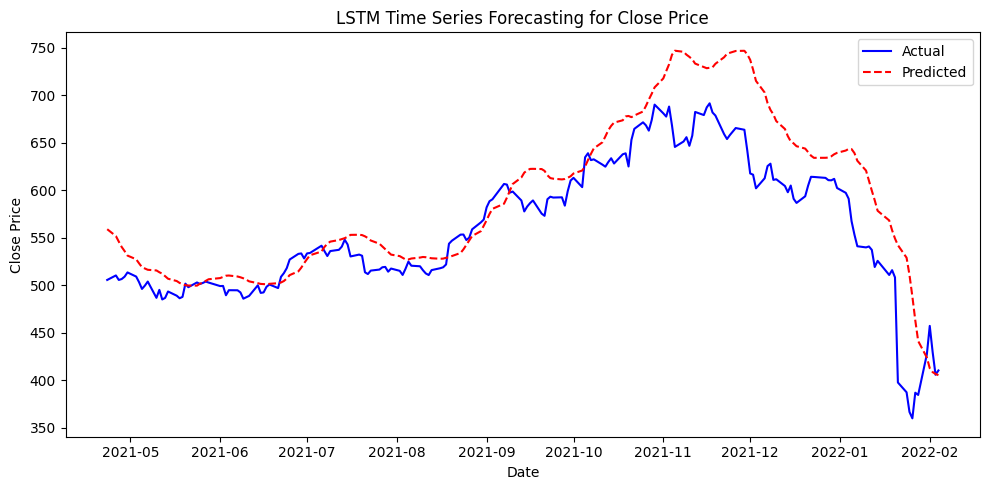 LSTM Time Series Forecasting for Close Price
Actual
Predicted
Close Price
750
700
650
600
550
500
450
400
350
2021-05 2021-06 2021-07 2021-08 2021-09 2021-10 2021-11 2021-12 2022-01 2022-02
Date